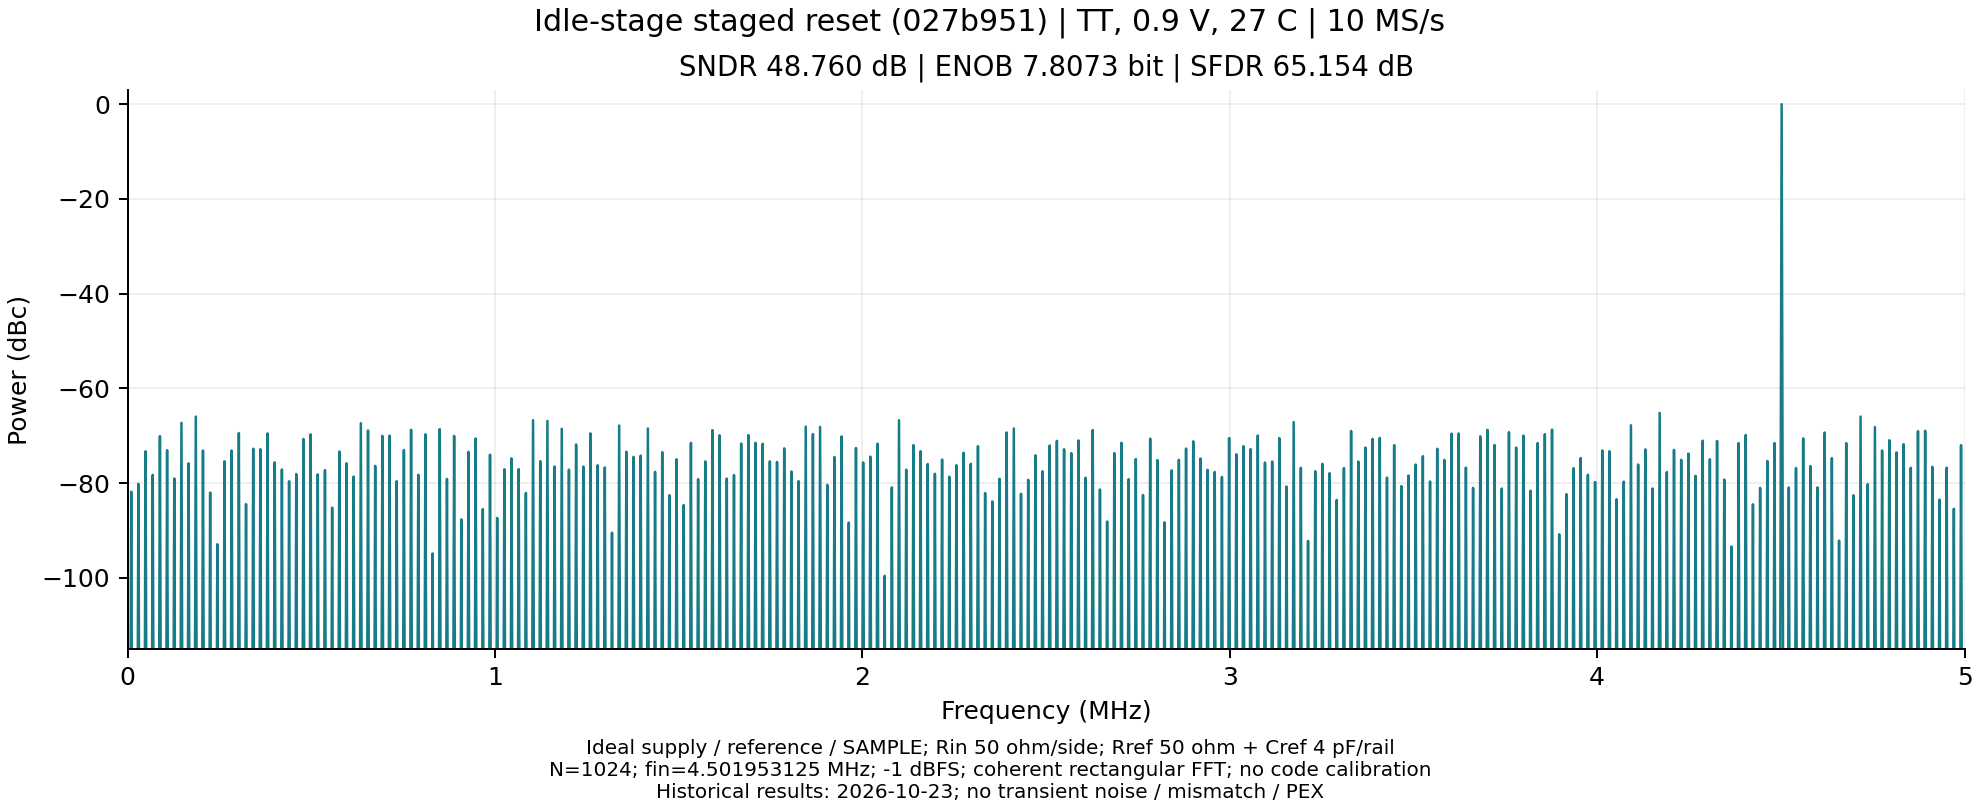 Idle-stage staged reset (027b951) | TT, 0.9 V, 27 C | 10 MS/s
SNDR 48.760 dB | ENOB 7.8073 bit | SFDR 65.154 dB
Power (dBc)
0
−20
−40
−60
−80
−100
0 1 2 3 4 5
Frequency (MHz)
Ideal supply / reference / SAMPLE; Rin 50 ohm/side; Rref 50 ohm + Cref 4 pF/rail
N=1024; fin=4.501953125 MHz; -1 dBFS; coherent rectangular FFT; no code calibration
Historical results: 2026-10-23; no transient noise / mismatch / PEX